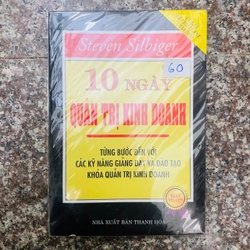 Steven Silbiger
60
10 NGÀY
QUẢN TRỊ KINH DOANH
TỪNG BƯỚC ĐẾN VỚI
CÁC KỸ NĂNG GIẢNG DẠY VÀ ĐÀO TẠO
KHÓA QUẢN TRỊ KINH DOANH
NHÀ XUẤT BẢN THANH HÓA